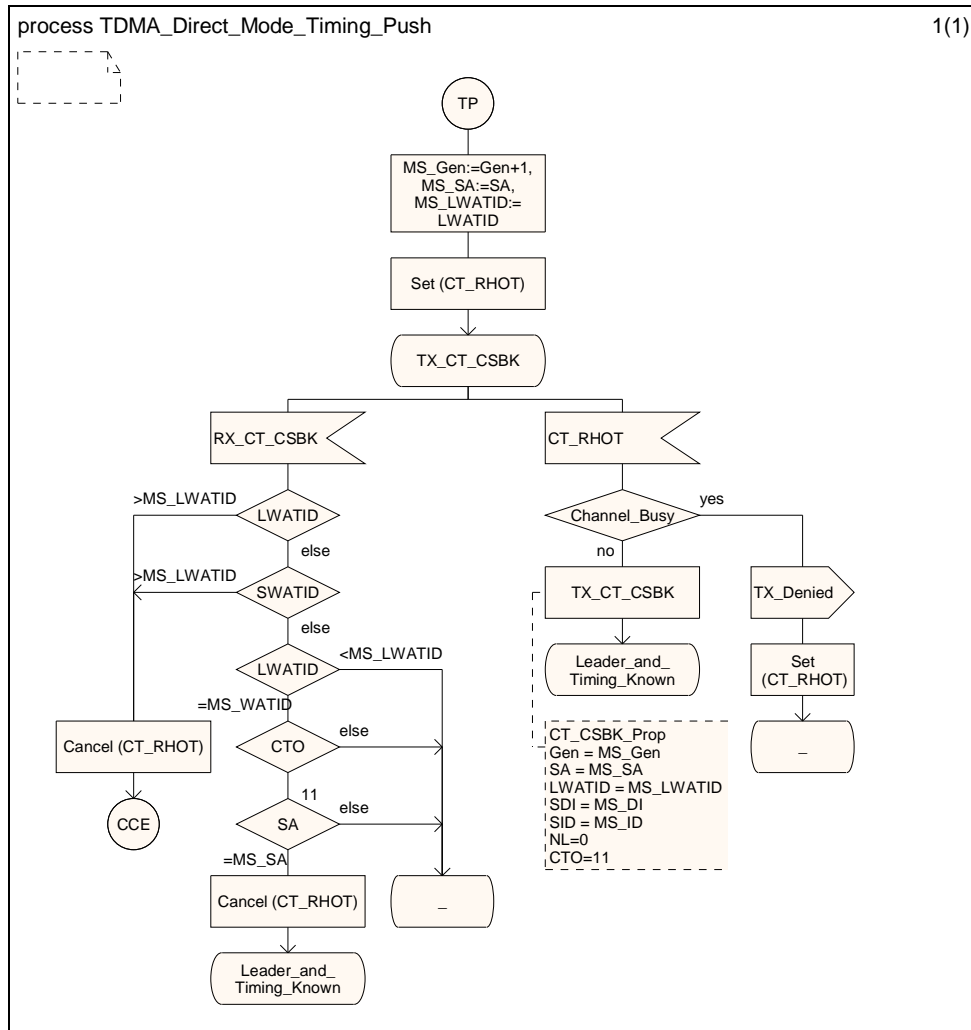 process TDMA_Direct_Mode_Timing_Push
1(1)
TP
MS_Gen:=Gen+1,
MS_SA:=SA,
MS_LWATID:=
LWATID
Set (CT_RHOT)
TX_CT_CSBK
RX_CT_CSBK
CT_RHOT
>MS_LWATID
LWATID
else
Channel_Busy
yes
no
>MS_LWATID
SWATID
else
TX_CT_CSBK
TX_Denied
LWATID
<MS_LWATID
=MS_WATID
Leader_and_
Timing_Known
Set
(CT_RHOT)
Cancel (CT_RHOT)
CTO
else
11
CT_CSBK_Prop
Gen = MS_Gen
SA = MS_SA
LWATID = MS_LWATID
SDI = MS_DI
SID = MS_ID
NL=0
CTO=11
_
CCE
SA
else
=MS_SA
Cancel (CT_RHOT)
_
Leader_and_
Timing_Known